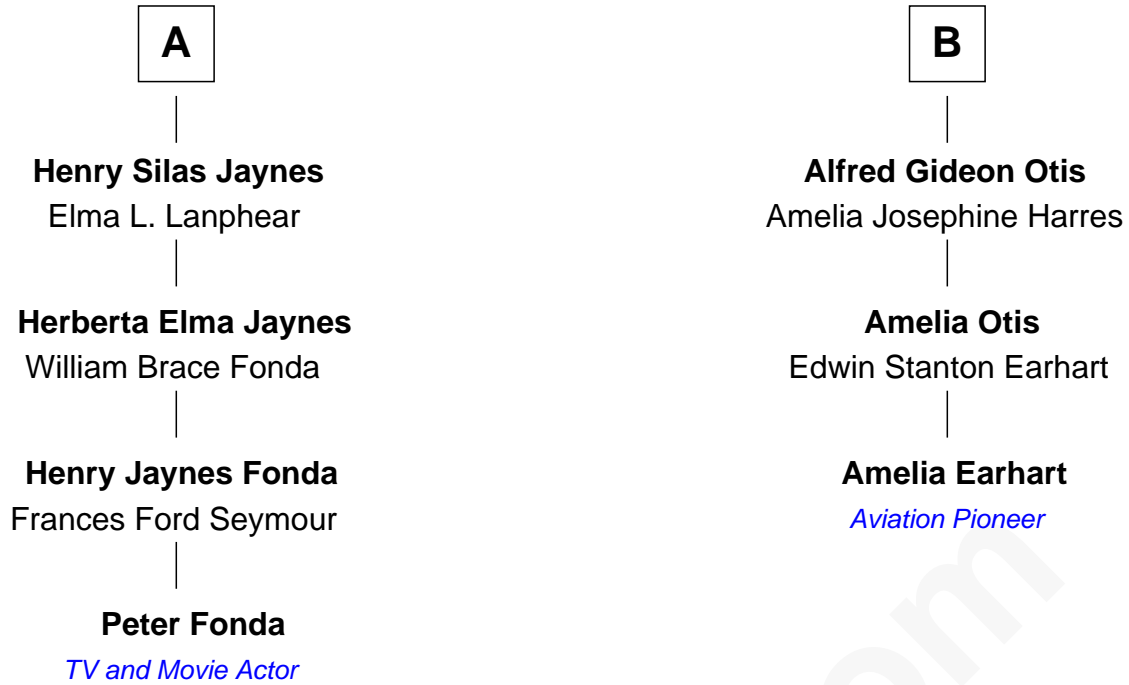 A
Henry Silas Jaynes
Elma L. Lanphear
Herberta Elma Jaynes
William Brace Fonda
Henry Jaynes Fonda
Frances Ford Seymour
Peter Fonda
TV and Movie Actor
B
Alfred Gideon Otis
Amelia Josephine Harres
Amelia Otis
Edwin Stanton Earhart
Amelia Earhart
Aviation Pioneer
om